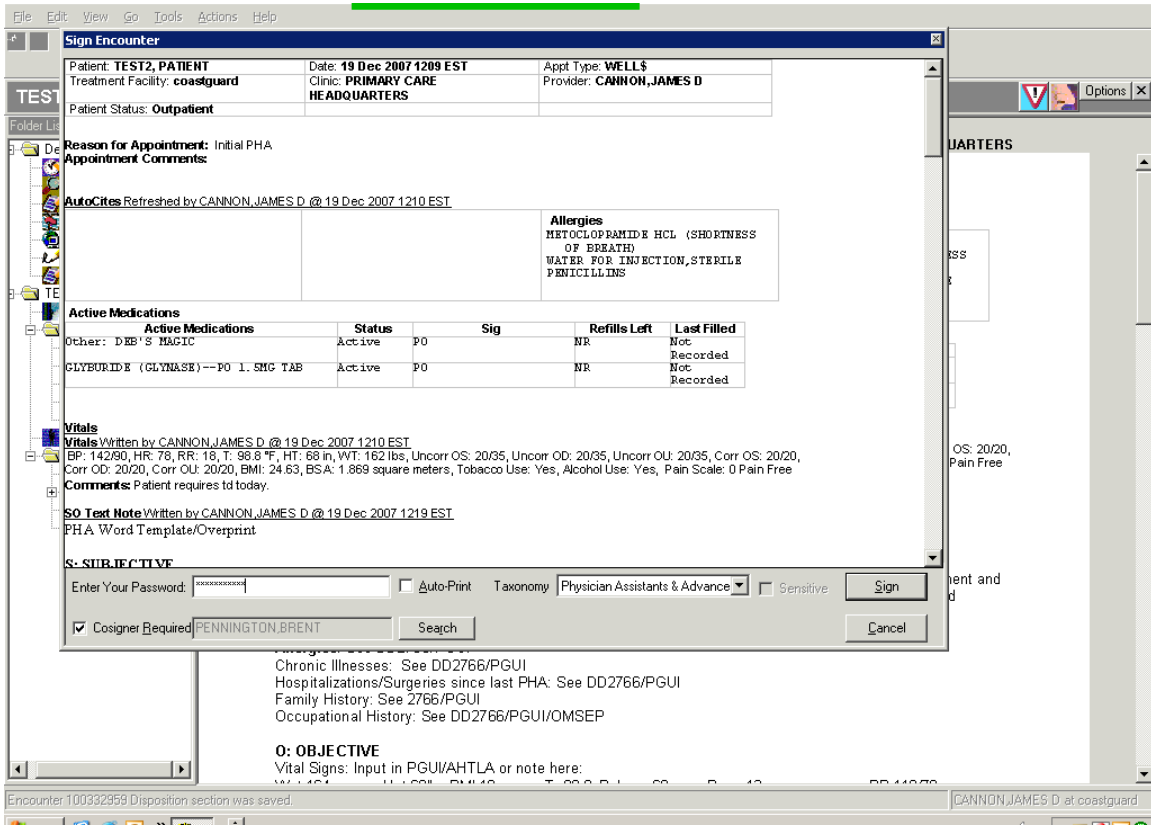 File Edit View Go Tools Actions Help
Sign Encounter
Patient: TEST2, PATIENT Date: 19 Dec 2007 1209 EST Appt Type: WELL$
Treatment Facility: coastguard Clinic: PRIMARY CARE HEADQUARTERS Provider: CANNON,JAMES D
Patient Status: Outpatient
TEST
Options
Folder Lis
De
TE
UARTERS
Reason for Appointment: Initial PHA
Appointment Comments:
AutoCites Refreshed by CANNON,JAMES D @ 19 Dec 2007 1210 EST
Allergies
METOCLOPRAMIDE HCL (SHORTNESS
OF BREATH)
WATER FOR INJECTION,STERILE
PENICILLINS
Active Medications
Active Medications Status Sig Refills Left Last Filled
Other: DEB'S MAGIC Active PO NR Not Recorded
GLYBURIDE (GLYNASE)--PO 1.5MG TAB Active PO NR Not Recorded
Vitals
Vitals Written by CANNON,JAMES D @ 19 Dec 2007 1210 EST
BP: 142/90, HR: 78, RR: 18, T: 98.8 °F, HT: 68 in, WT: 162 lbs, Uncorr OS: 20/35, Uncorr OD: 20/35, Uncorr OU: 20/35, Corr OS: 20/20,
Corr OD: 20/20, Corr OU: 20/20, BMI: 24.63, BSA: 1.869 square meters, Tobacco Use: Yes, Alcohol Use: Yes, Pain Scale: 0 Pain Free
OS: 20/20,
Pain Free
Comments: Patient requires td today.
SO Text Note Written by CANNON,JAMES D @ 19 Dec 2007 1219 EST
PHA Word Template/Overprint
S: SUBJECTIVE
Enter Your Password: xxxxxxxxxxx Auto-Print Taxonomy Physician Assistants & Advance Sensitive Sign
ent and
Cosigner Required PENNINGTON,BRENT Search Cancel
Chronic Illnesses: See DD2766/PGUI
Hospitalizations/Surgeries since last PHA: See DD2766/PGUI
Family History: See 2766/PGUI
Occupational History: See DD2766/PGUI/OMSEP
O: OBJECTIVE
Vital Signs: Input in PGUI/AHTLA or note here:
Encounter 100332959 Disposition section was saved.
CANNON,JAMES D at coastguard